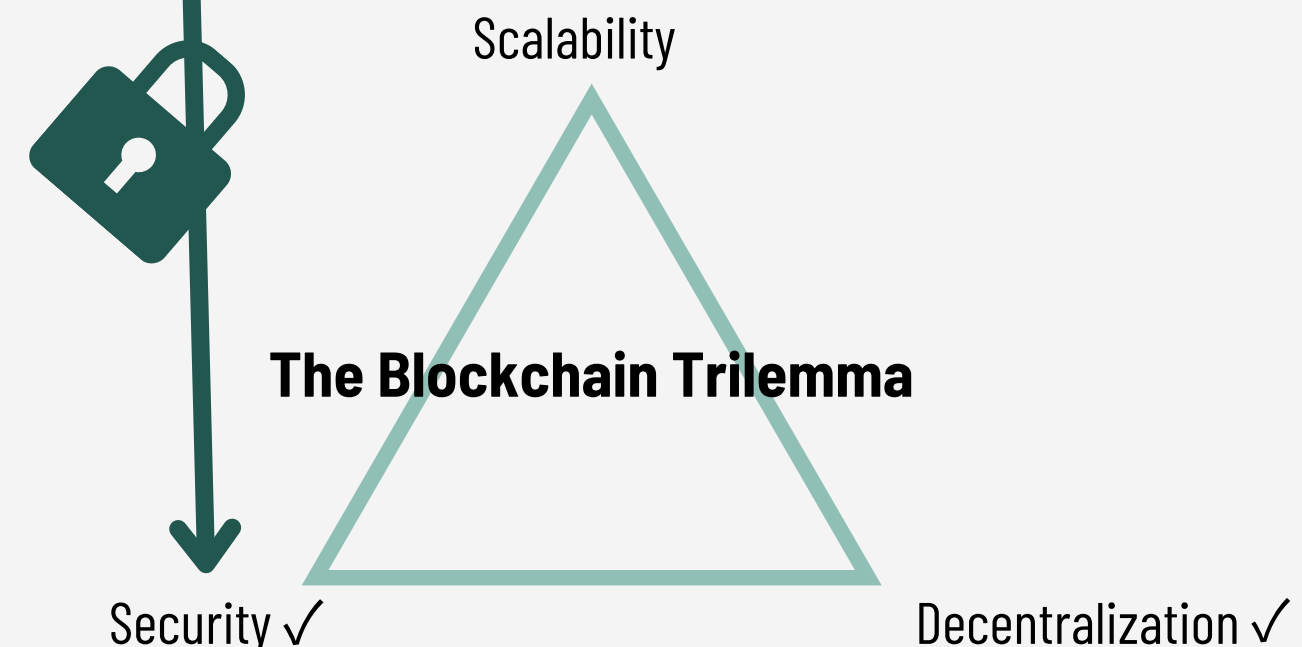 Scalability
The Blockchain Trilemma
Security ✓
Decentralization ✓